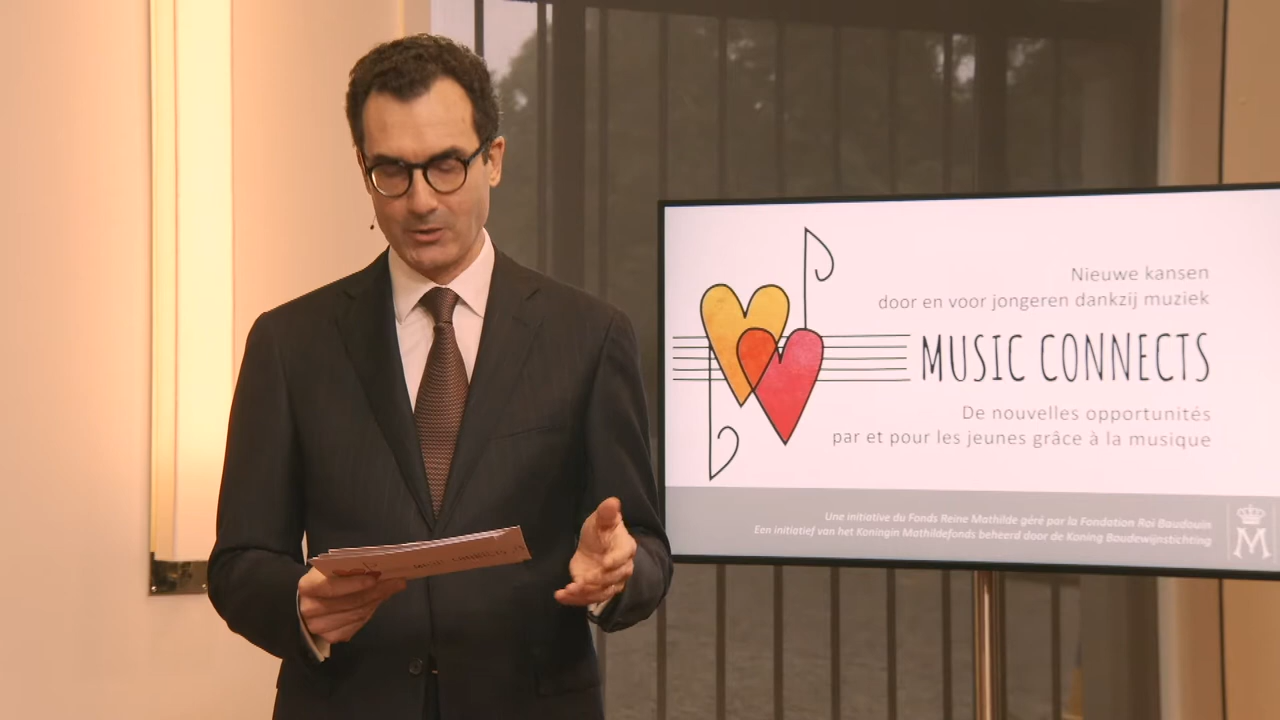 Nieuwe kansen
door en voor jongeren dankzij muziek
MUSIC CONNECTS
De nouvelles opportunités
par et pour les jeunes grâce à la musique
Une initiative du Fonds Reine Mathilde géré par la Fondation Roi Baudouin
Een initiatief van het Koningin Mathildefonds beheerd door de Koning Boudewijnstichting
M
MUSIC CONNECTS